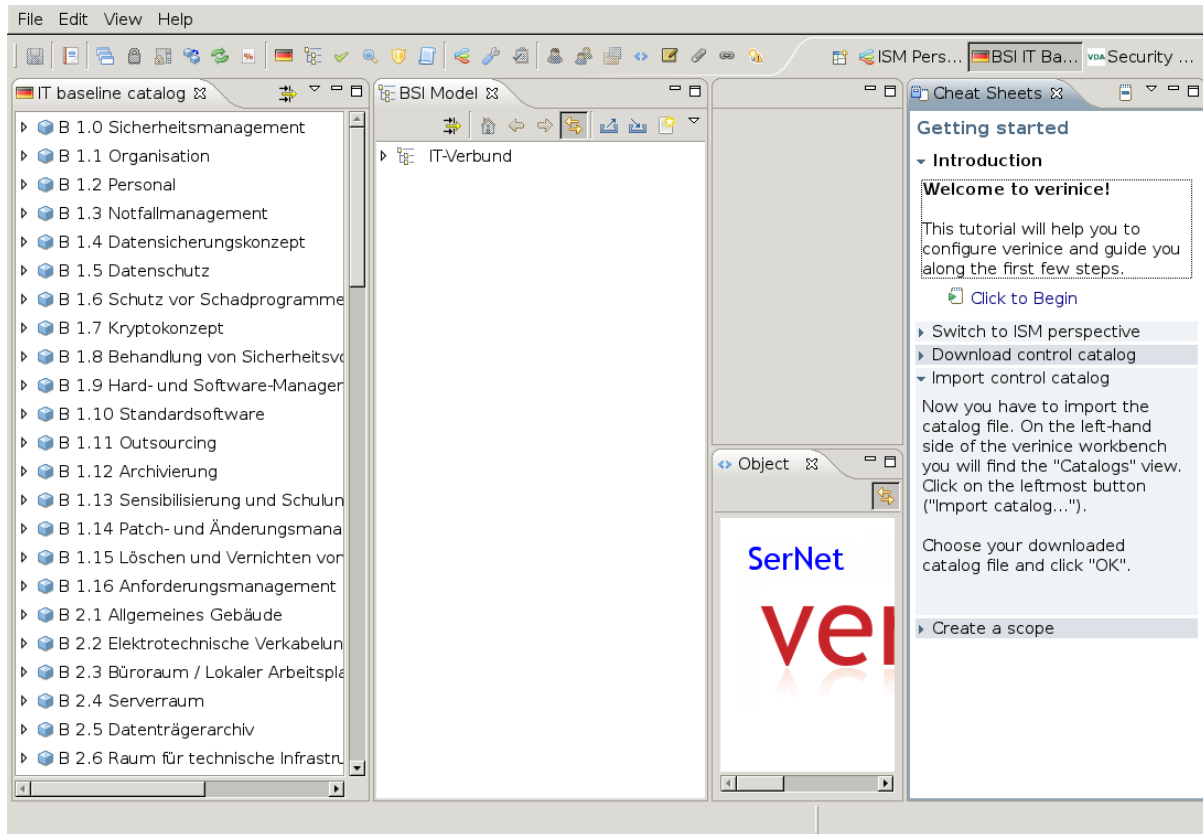 File Edit View Help
ISM Pers... BSI IT Ba... VDA Security ...
IT baseline catalog
B 1.0 Sicherheitsmanagement
B 1.1 Organisation
B 1.2 Personal
B 1.3 Notfallmanagement
B 1.4 Datensicherungskonzept
B 1.5 Datenschutz
B 1.6 Schutz vor Schadprogramme
B 1.7 Kryptokonzept
B 1.8 Behandlung von Sicherheitsvo
B 1.9 Hard- und Software-Manager
B 1.10 Standardsoftware
B 1.11 Outsourcing
B 1.12 Archivierung
B 1.13 Sensibilisierung und Schulun
B 1.14 Patch- und Änderungsmana
B 1.15 Löschen und Vernichten von
B 1.16 Anforderungsmanagement
B 2.1 Allgemeines Gebäude
B 2.2 Elektrotechnische Verkabelun
B 2.3 Büroraum / Lokaler Arbeitspla
B 2.4 Serverraum
B 2.5 Datenträgerarchiv
B 2.6 Raum für technische Infrastru
BSI Model
IT-Verbund
Object
SerNet
ver
Cheat Sheets
Getting started
Introduction
Welcome to verinice!
This tutorial will help you to
configure verinice and guide you
along the first few steps.
Click to Begin
Switch to ISM perspective
Download control catalog
Import control catalog
Now you have to import the
catalog file. On the left-hand
side of the verinice workbench
you will find the "Catalogs" view.
Click on the leftmost button
("Import catalog...").
Choose your downloaded
catalog file and click "OK".
Create a scope